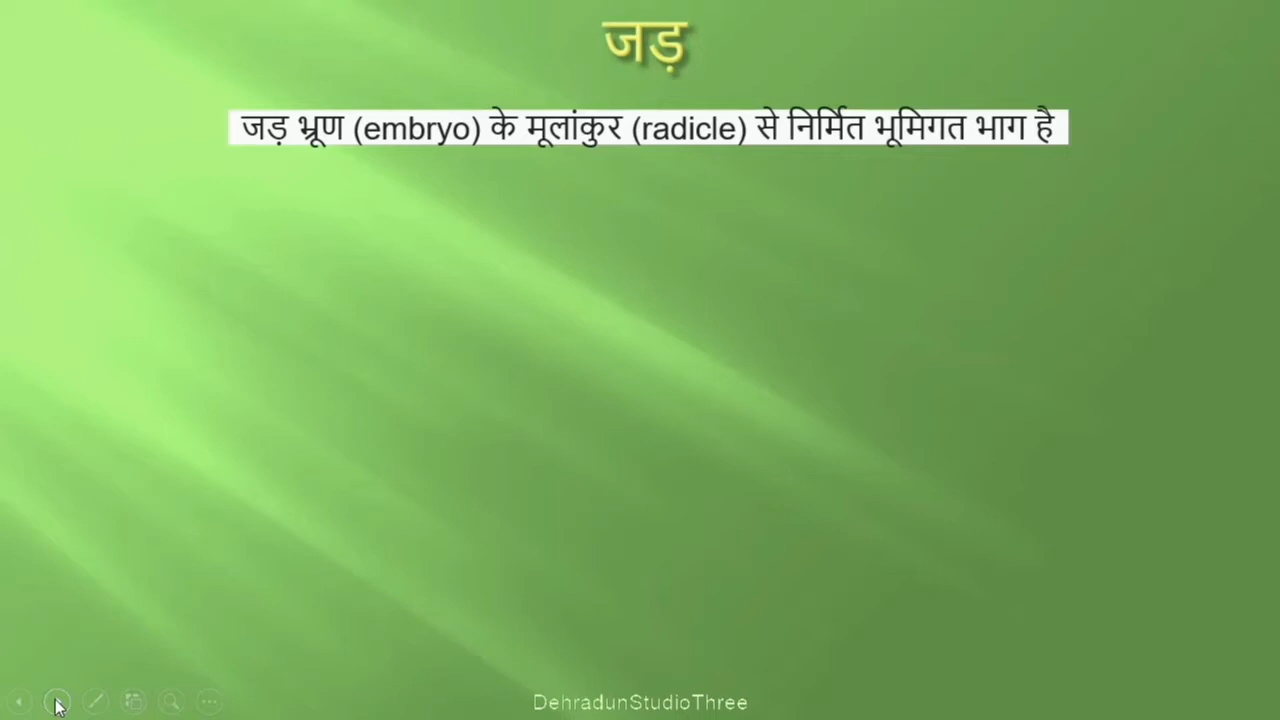 जड़
जड़ भ्रूण (embryo) के मूलांकुर (radicle) से निर्मित भूमिगत भाग है
DehradunStudioThree